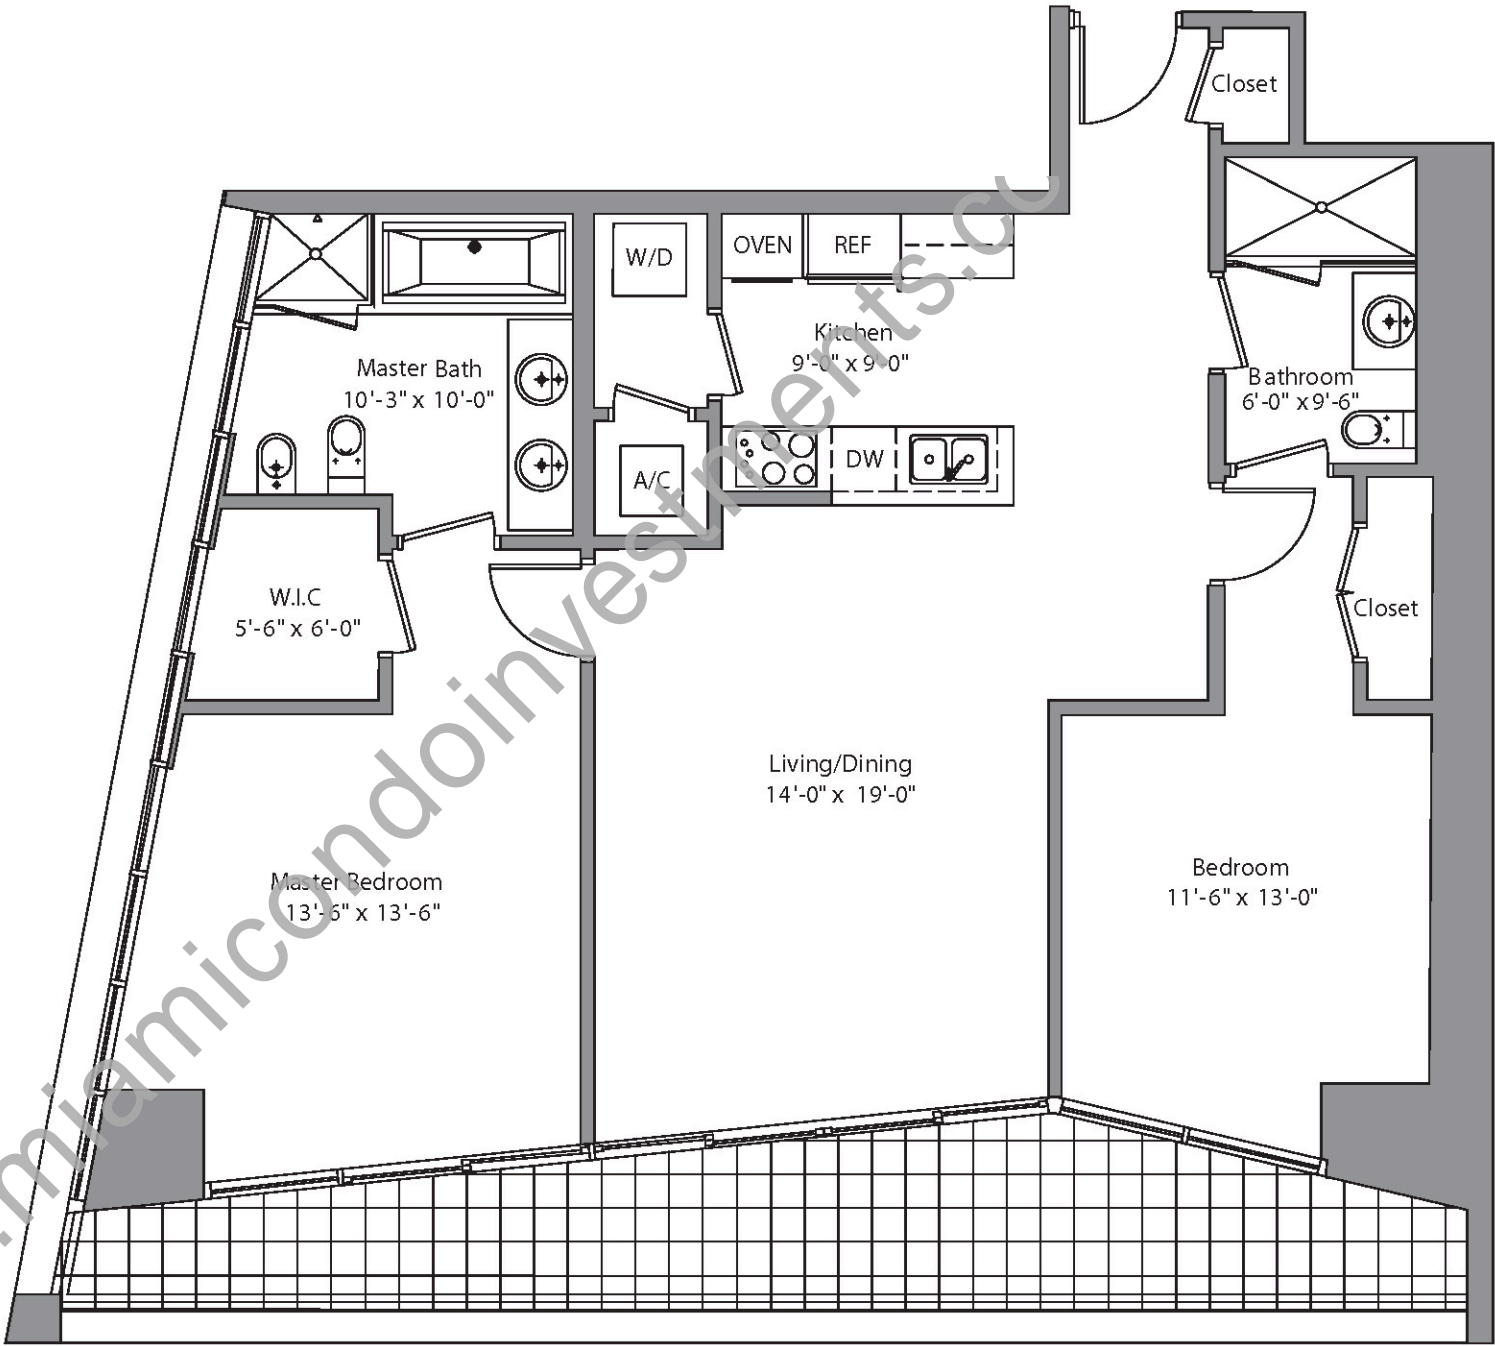 Closet
W/D
OVEN
REF
Kitchen
9'-0" x 9'-0"
Master Bath
10'-3" x 10'-0"
Bathroom
6'-0" x 9'-6"
A/C
DW
W.I.C
5'-6" x 6'-0"
Closet
Living/Dining
14'-0" x 19'-0"
Master Bedroom
13'-6" x 13'-6"
Bedroom
11'-6" x 13'-0"
.miamicondoinvestments.co